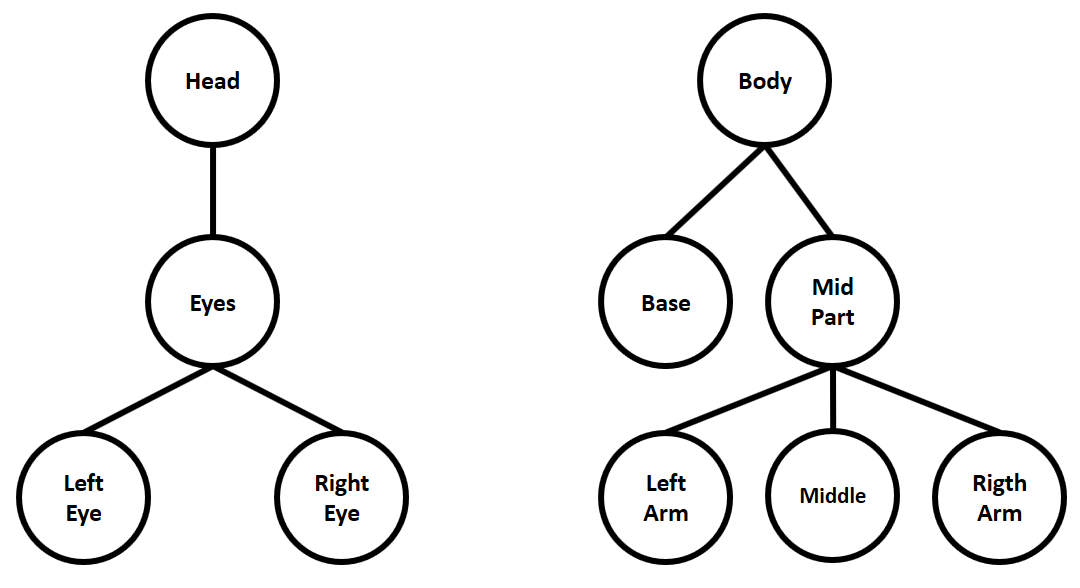 Head
Body
Eyes
Base
Mid
Part
Left
Eye
Right
Eye
Left
Arm
Middle
Rigth
Arm